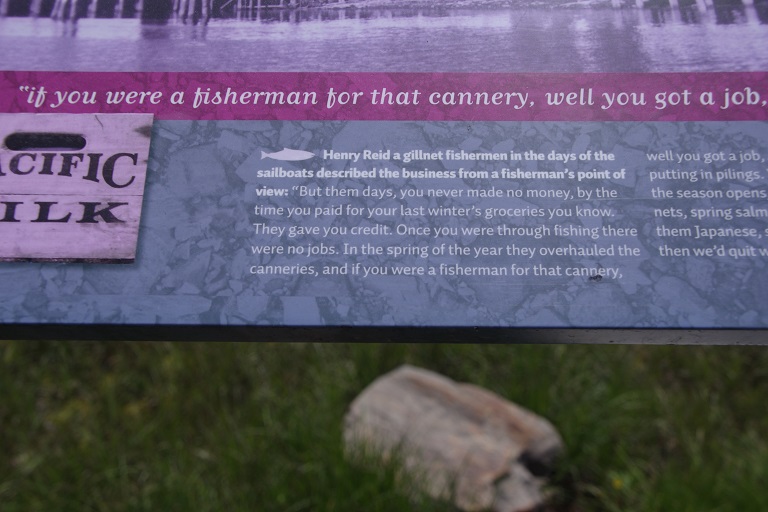 "if you were a fisherman for that cannery, well you got a job,
ACIFIC
ILK
Henry Reid a gillnet fishermen in the days of the
sailboats described the business from a fisherman's point of
view: "But them days, you never made no money, by the
time you paid for your last winter's groceries you know.
They gave you credit. Once you were through fishing there
were no jobs. In the spring of the year they overhauled the
canneries, and if you were a fisherman for that cannery,
well you got a job,
putting in pilings.
the season opens
nets, spring salm
them Japanese, s
then we'd quit w